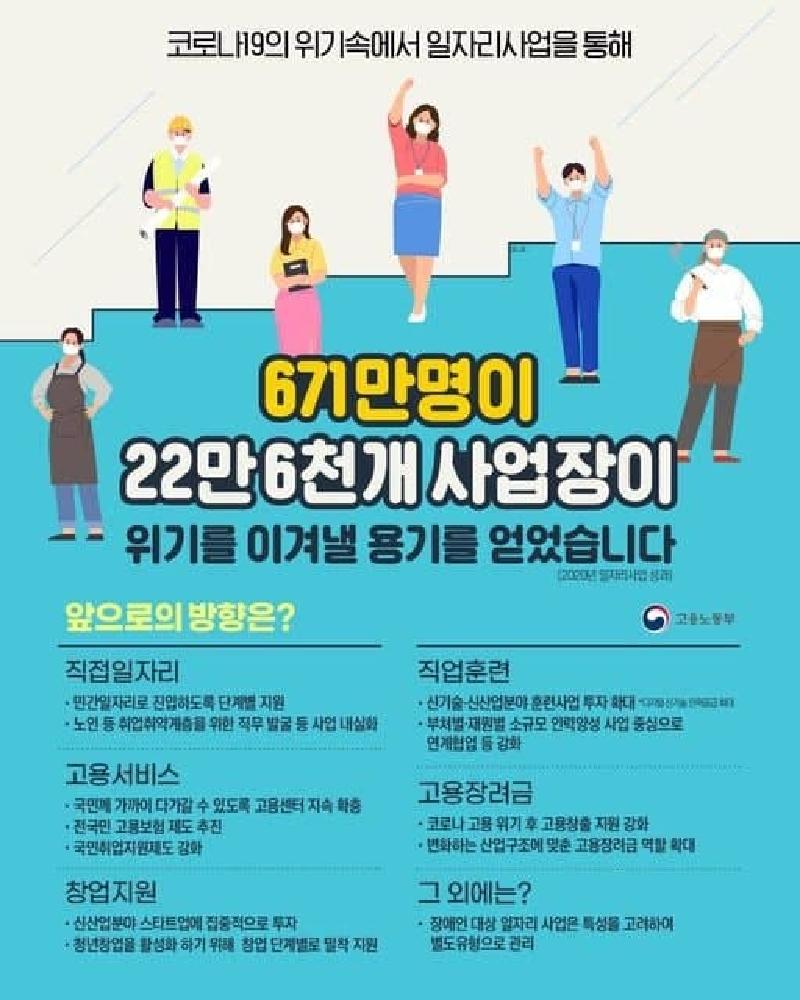 코로나19의 위기속에서 일자리사업을 통해
671만명이
22만 6천개 사업장이
위기를 이겨낼 용기를 얻었습니다
(2020년 일자리사업 성과)
앞으로의 방향은?
고용노동부
직접일자리
· 민간일자리로 진입하도록 단계별 지원
· 노인 등 취업취약계층을 위한 직무 발굴 등 사업 내실화
고용서비스
· 국민께 가까이 다가갈 수 있도록 고용센터 지속 확충
· 전국민 고용보험 제도 추진
· 국민취업지원제도 강화
창업지원
· 신산업분야 스타트업에 집중적으로 투자
· 청년창업을 활성화 하기 위해 창업 단계별로 밀착 지원
직업훈련
· 신기술·신산업분야 훈련사업 투자 확대
· 부처별·재원별 소규모 인력양성 사업 중심으로
연계협업 등 강화
고용장려금
· 코로나 고용 위기 후 고용창출 지원 강화
· 변화하는 산업구조에 맞춘 고용장려금 역할 확대
그 외에는?
· 장애인 대상 일자리 사업은 특성을 고려하여
별도유형으로 관리